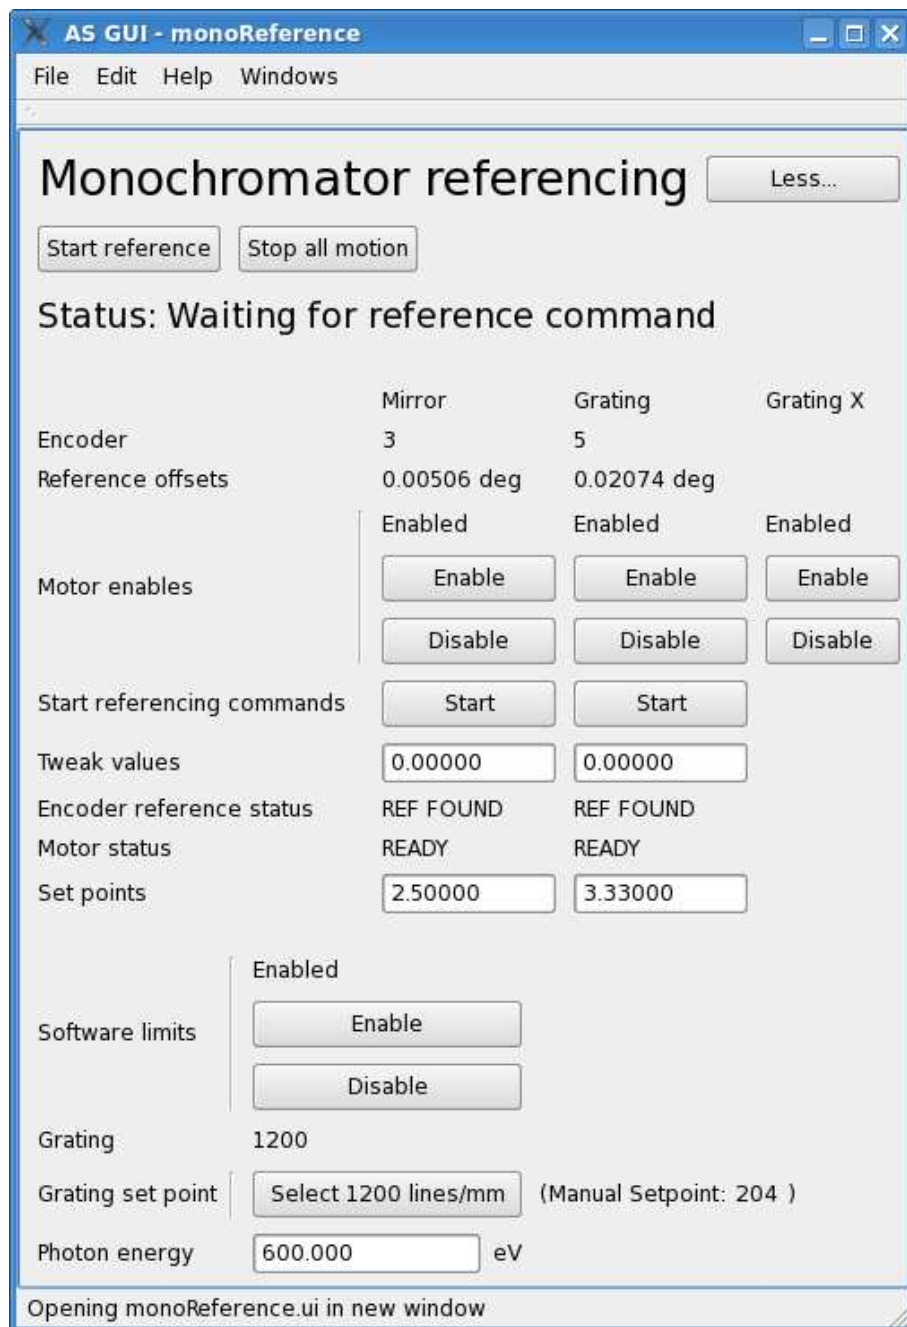 AS GUI - monoReference
File Edit Help Windows
Monochromator referencing Less...
Start reference Stop all motion
Status: Waiting for reference command
Mirror Grating Grating X
Encoder 3 5
Reference offsets 0.00506 deg 0.02074 deg
Enabled Enabled Enabled
Motor enables Enable Enable Enable
Disable Disable Disable
Start referencing commands Start Start
Tweak values 0.00000 0.00000
Encoder reference status REF FOUND REF FOUND
Motor status READY READY
Set points 2.50000 3.33000
Enabled
Software limits Enable
Disable
Grating 1200
Grating set point Select 1200 lines/mm (Manual Setpoint: 204 )
Photon energy 600.000 eV
Opening monoReference.ui in new window